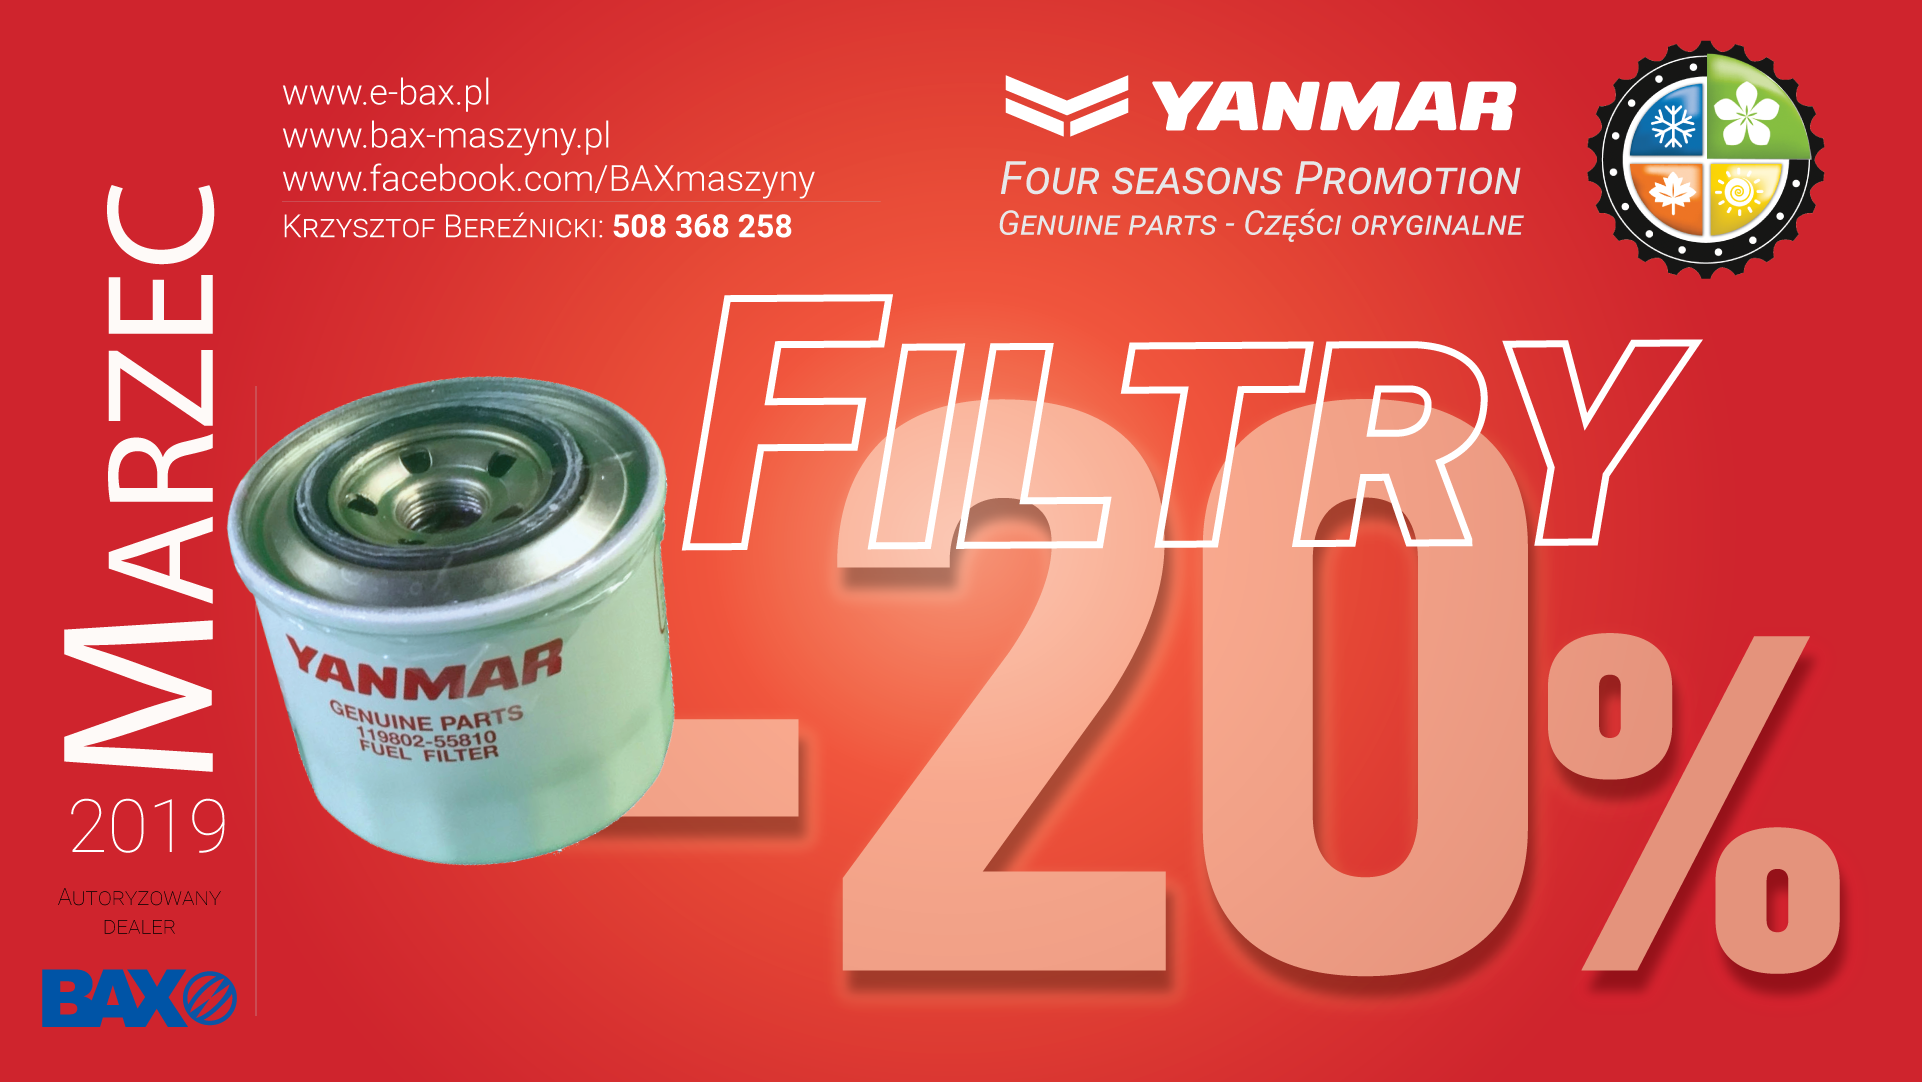 www.e-bax.pl
www.bax-maszyny.pl
www.facebook.com/BAXmaszyny
Krzysztof Bereźnicki: 508 368 258
YANMAR
Four seasons Promotion
Genuine parts - Części oryginalne
Marzec
2019
Autoryzowany
dealer
BAX
Filtry
-20%
YANMAR
GENUINE PARTS
119802-55810
FUEL FILTER